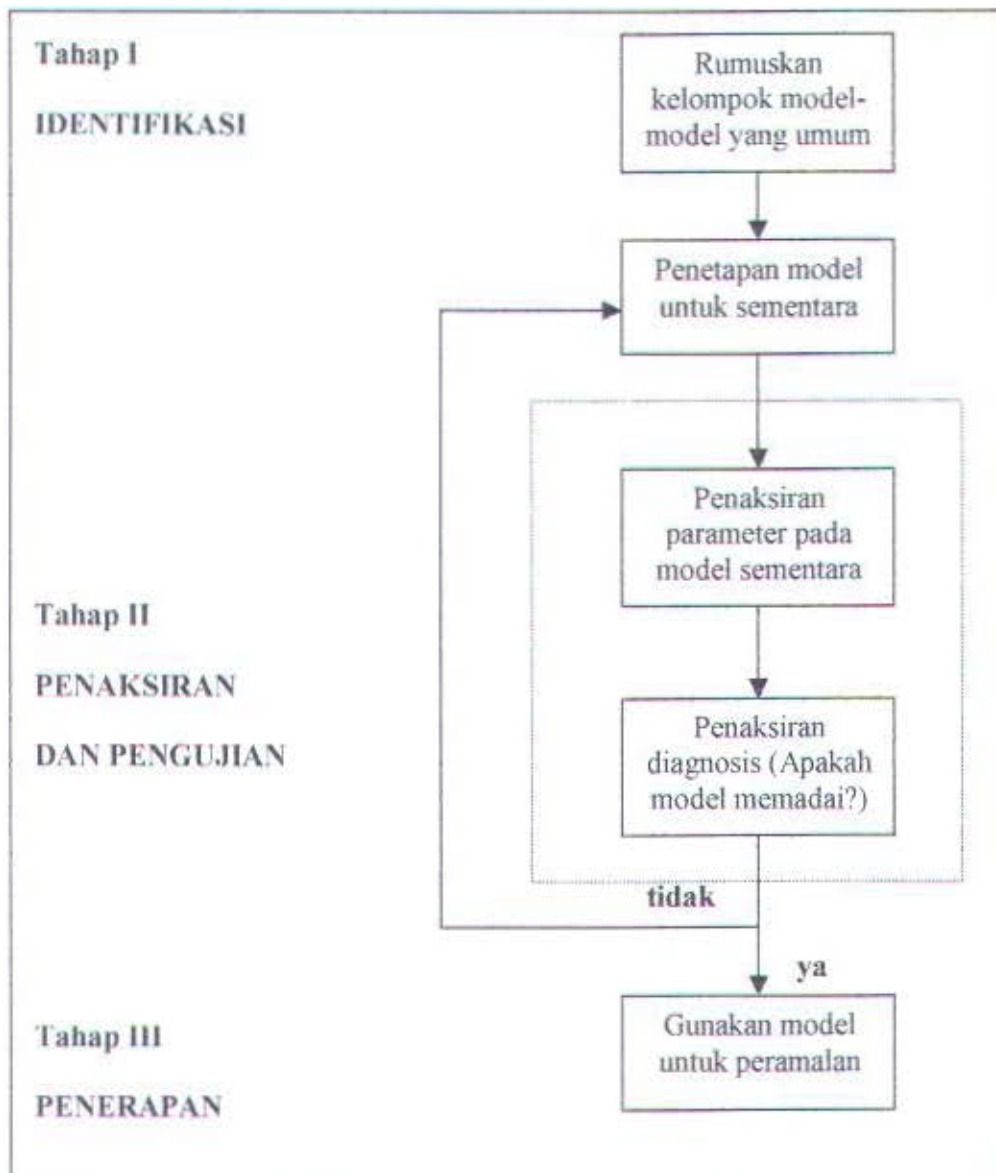 Tahap I
IDENTIFIKASI
Rumuskan
kelompok model-
model yang umum
Penetapan model
untuk sementara
Penaksiran
parameter pada
model sementara
Tahap II
PENAKSIRAN
DAN PENGUJIAN
Penaksiran
diagnosis (Apakah
model memadai?)
tidak
ya
Tahap III
PENERAPAN
Gunakan model
untuk peramalan